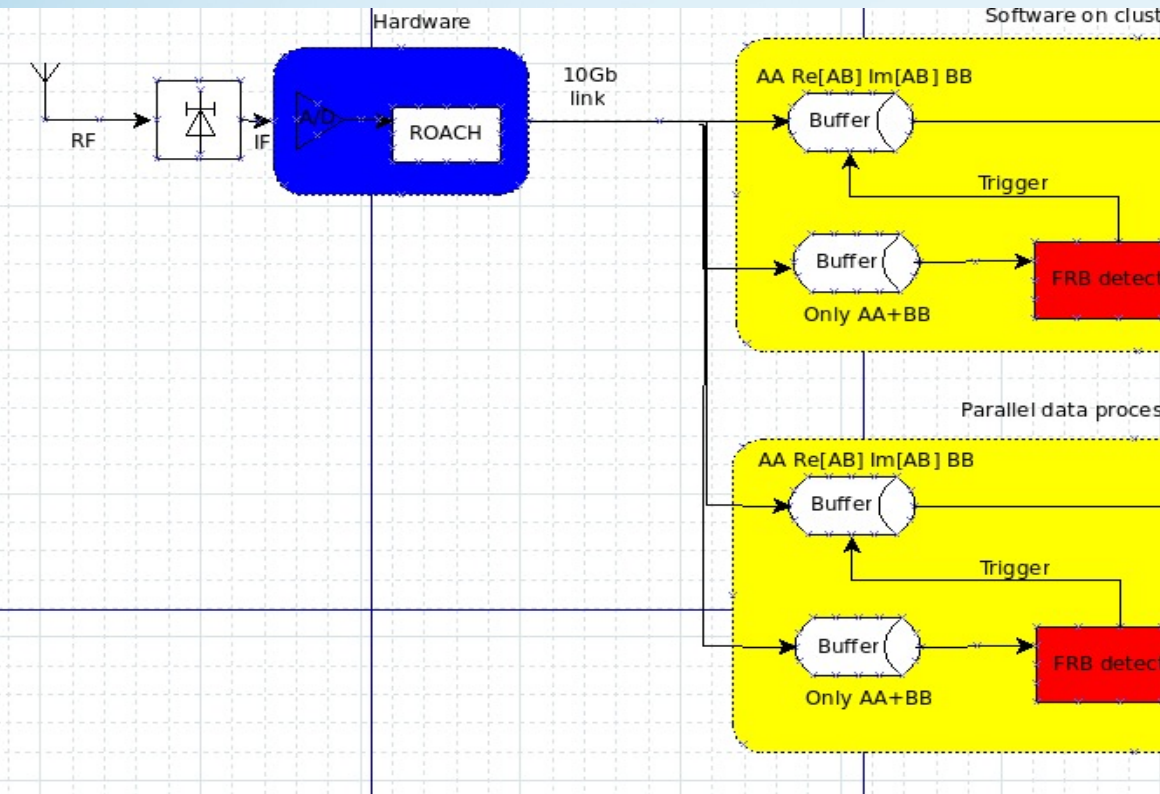 Hardware
Software on clust
10Gb
link
AA Re[AB] Im[AB] BB
RF
IF
A/D
ROACH
Buffer
Trigger
Buffer
FRB detect
Only AA+BB
Parallel data proces
AA Re[AB] Im[AB] BB
Buffer
Trigger
Buffer
FRB detect
Only AA+BB